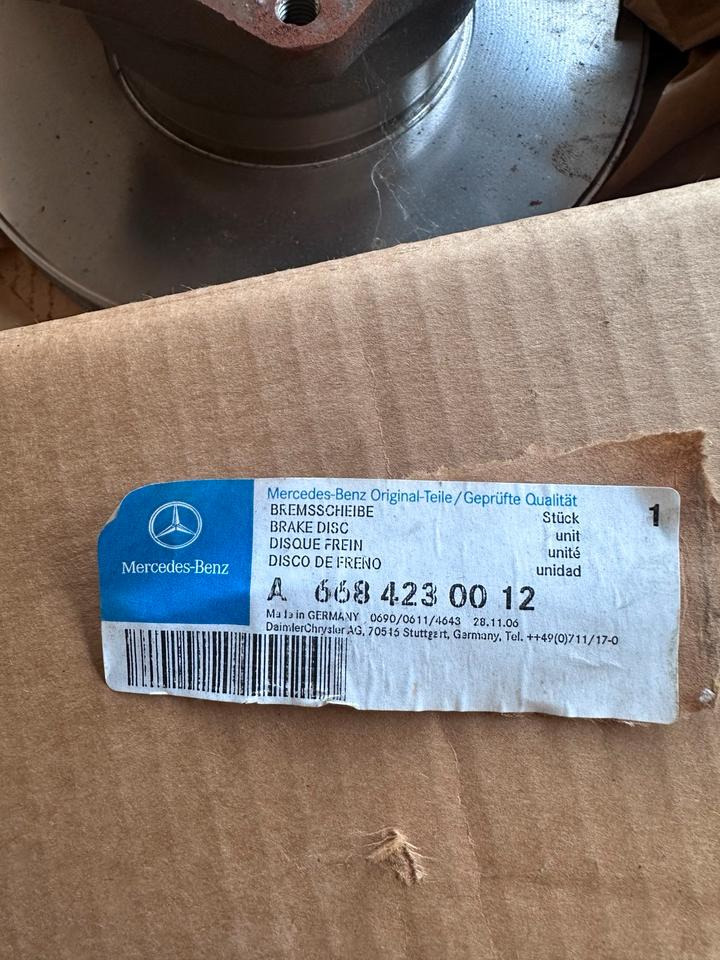 Mercedes-Benz Original-Teile/Geprüfte Qualität
BREMSSCHEIBE Stück 1
BRAKE DISC unit
DISQUE FREIN unité
DISCO DE FREÑO unidad
Mercedes-Benz
A 668 423 00 12
Made in GERMANY 0690/0611/4643 28.11.06
DaimlerChrysler AG, 70546 Stuttgart, Germany, Tel. ++49(0)711/17-0